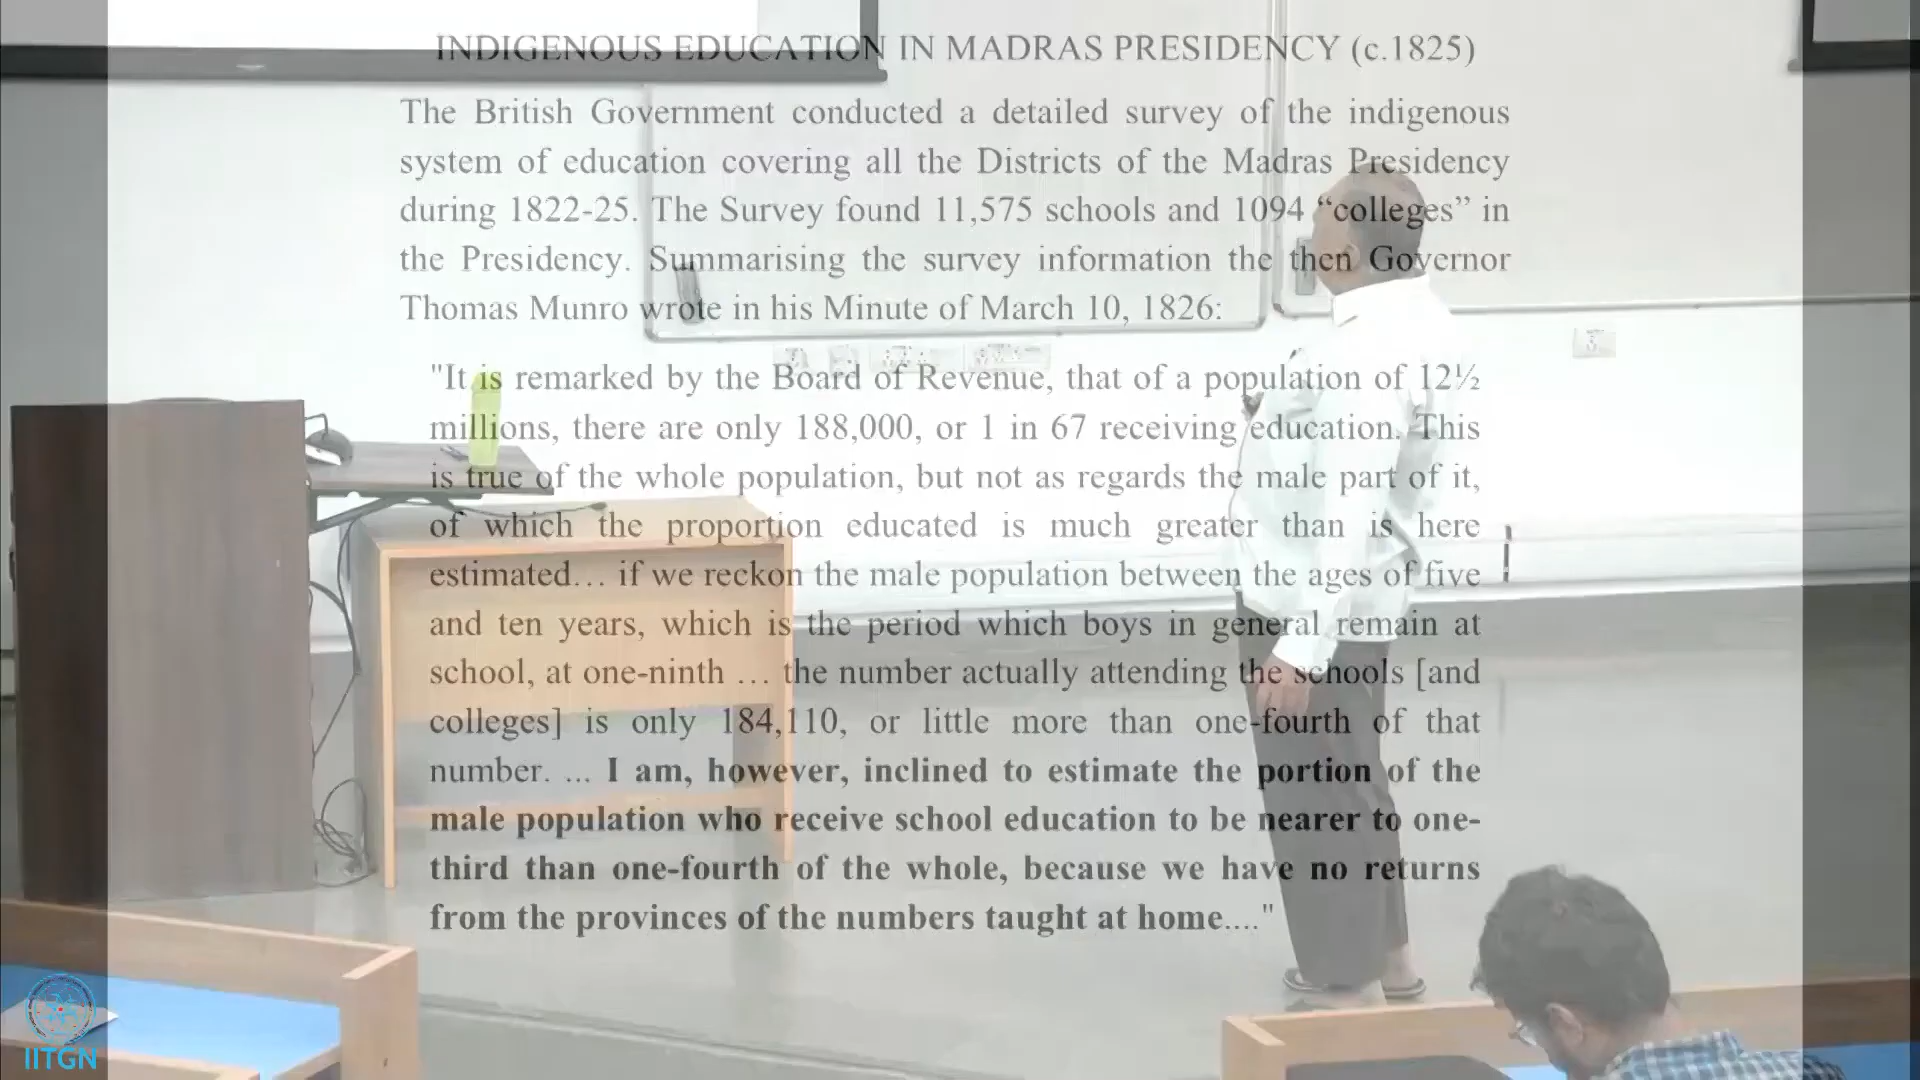 INDIGENOUS EDUCATION IN MADRAS PRESIDENCY (c.1825)
The British Government conducted a detailed survey of the indigenous
system of education covering all the Districts of the Madras Presidency
during 1822-25. The Survey found 11,575 schools and 1094 “colleges” in
the Presidency. Summarising the survey information the then Governor
Thomas Munro wrote in his Minute of March 10, 1826:
"It is remarked by the Board of Revenue, that of a population of 12½
millions, there are only 188,000, or 1 in 67 receiving education. This
is true of the whole population, but not as regards the male part of it,
of which the proportion educated is much greater than is here
estimated… if we reckon the male population between the ages of five
and ten years, which is the period which boys in general remain at
school, at one-ninth … the number actually attending the schools [and
colleges] is only 184,110, or little more than one-fourth of that
number. ... I am, however, inclined to estimate the portion of the
male population who receive school education to be nearer to one-
third than one-fourth of the whole, because we have no returns
from the provinces of the numbers taught at home...."
IITGN